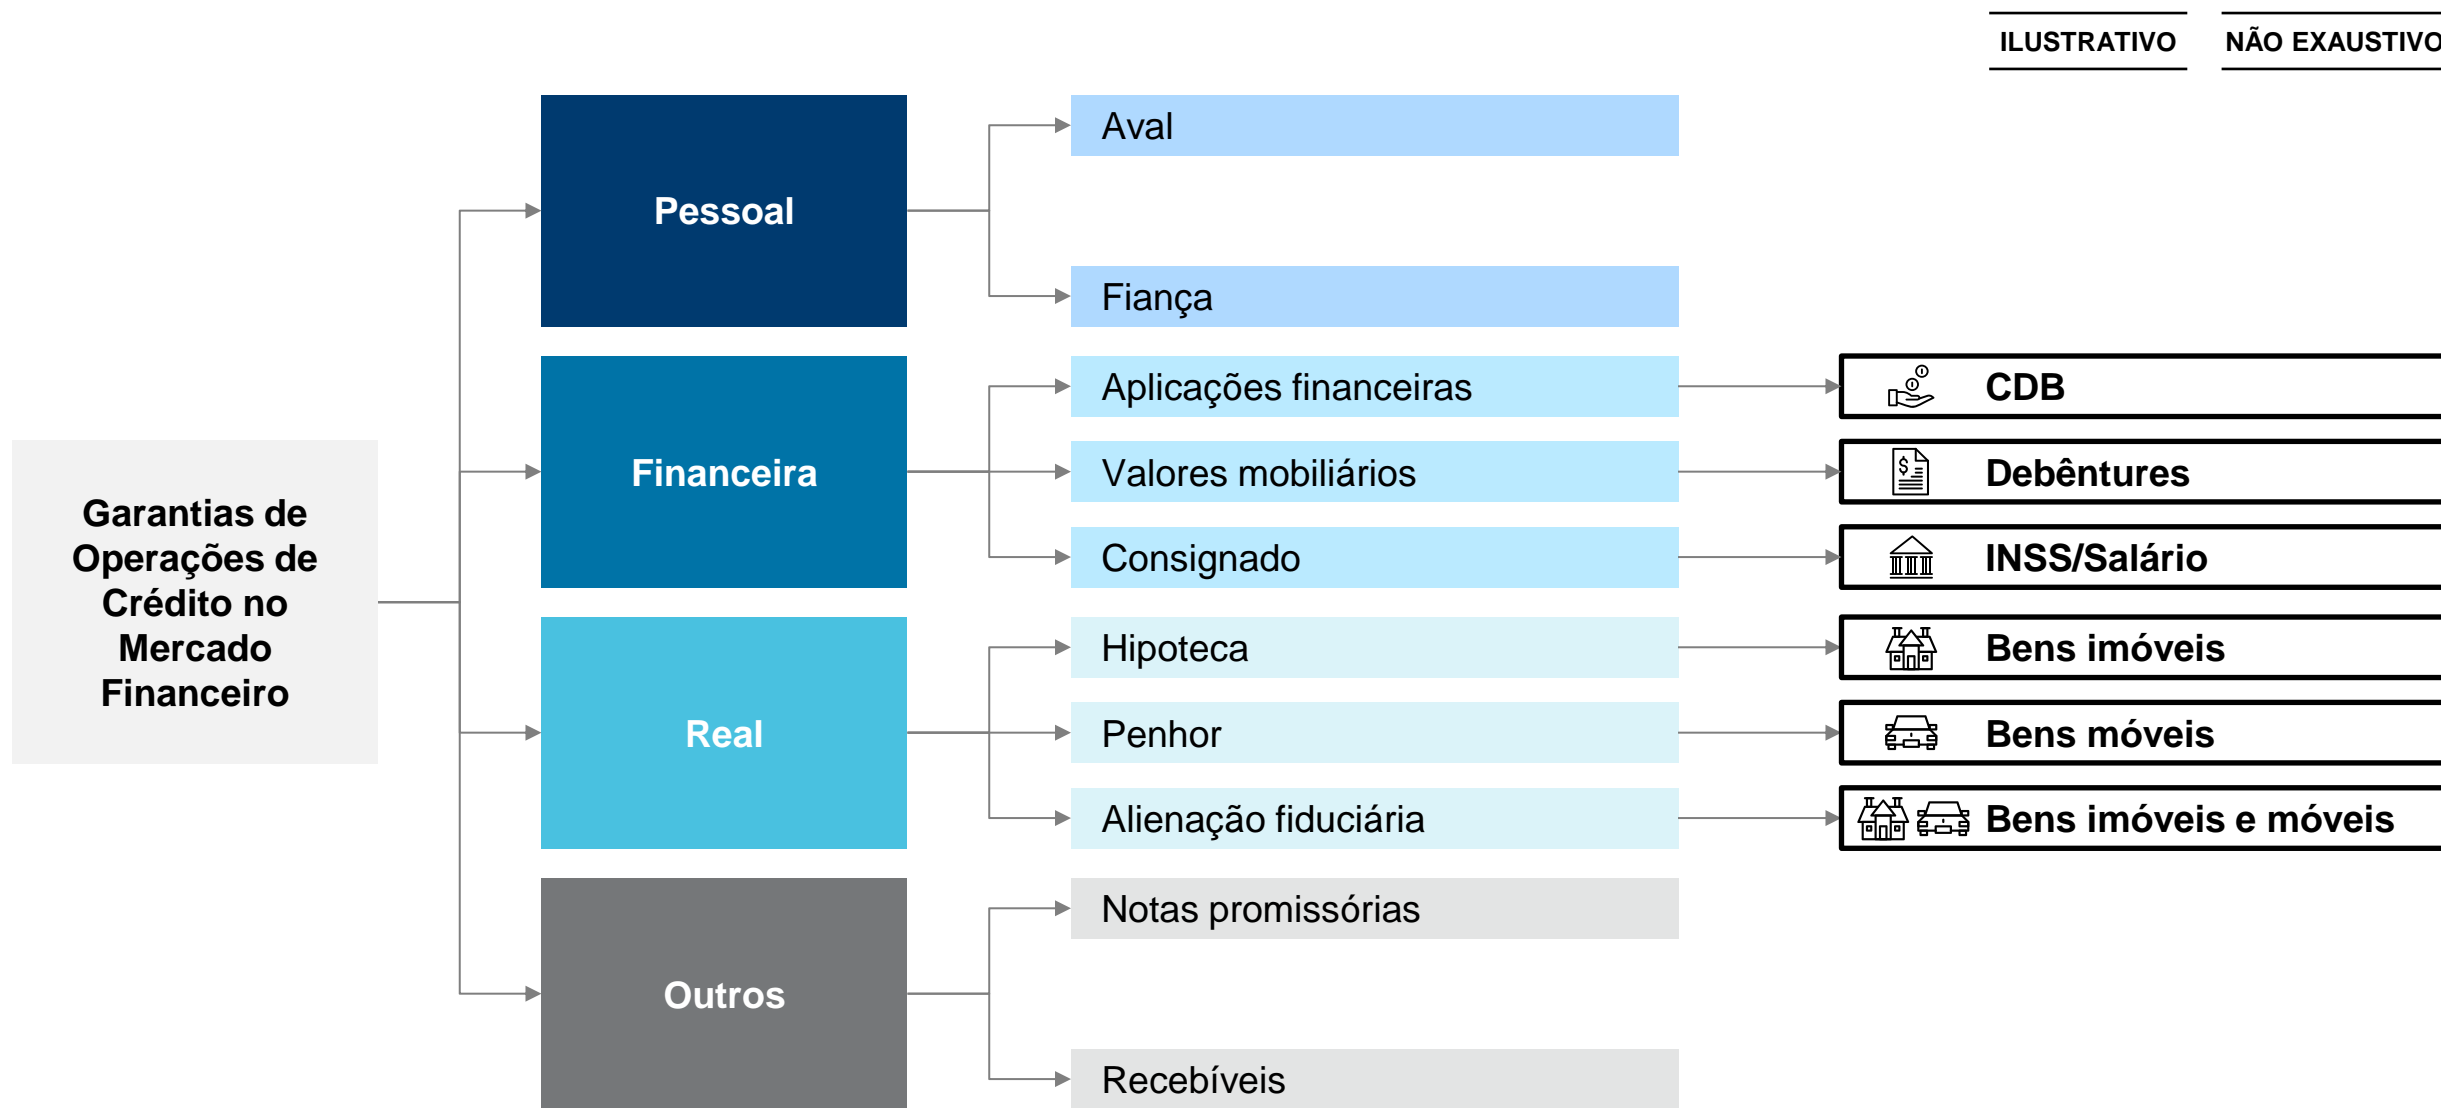 ILUSTRATIVO
NÃO EXAUSTIVO
Garantias de
Operações de
Crédito no
Mercado
Financeiro
Pessoal
Aval
Fiança
Financeira
Aplicações financeiras
CDB
Valores mobiliários
Debêntures
Consignado
INSS/Salário
Real
Hipoteca
Bens imóveis
Penhor
Bens móveis
Alienação fiduciária
Bens imóveis e móveis
Outros
Notas promissórias
Recebíveis